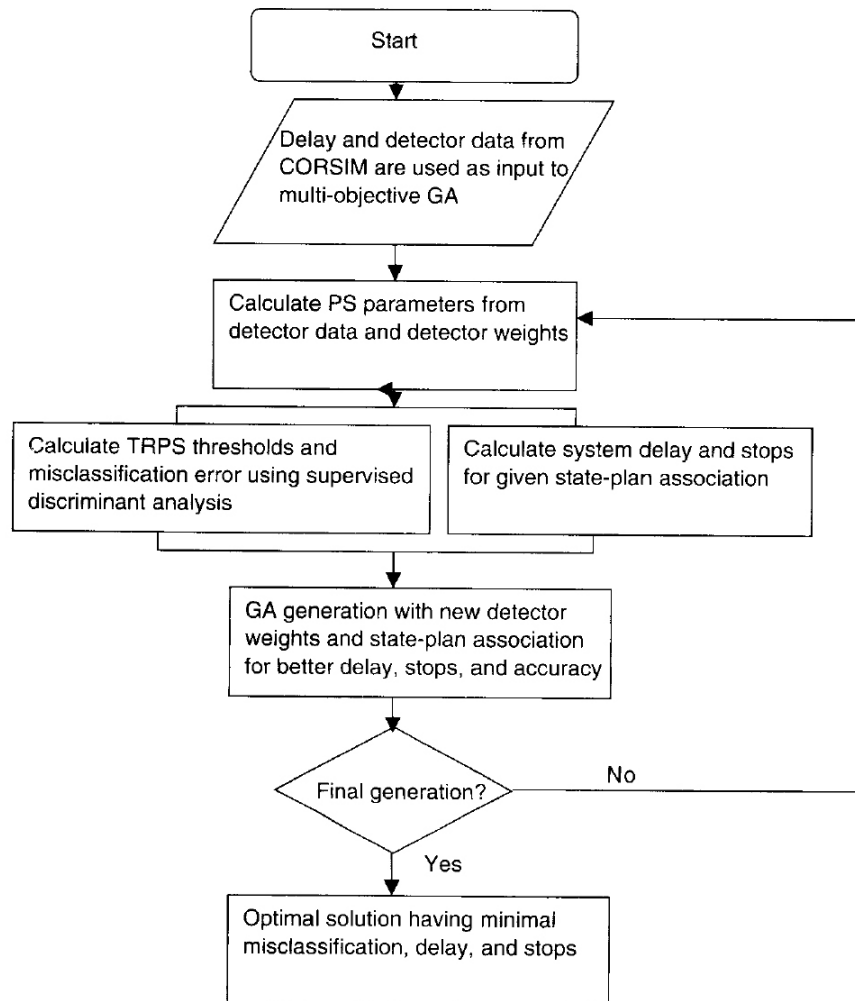 Start
Delay and detector data from
CORSIM are used as input to
multi-objective GA
Calculate PS parameters from
detector data and detector weights
Calculate TRPS thresholds and
misclassification error using supervised
discriminant analysis
Calculate system delay and stops
for given state-plan association
GA generation with new detector
weights and state-plan association
for better delay, stops, and accuracy
Final generation?
No
Yes
Optimal solution having minimal
misclassification, delay, and stops